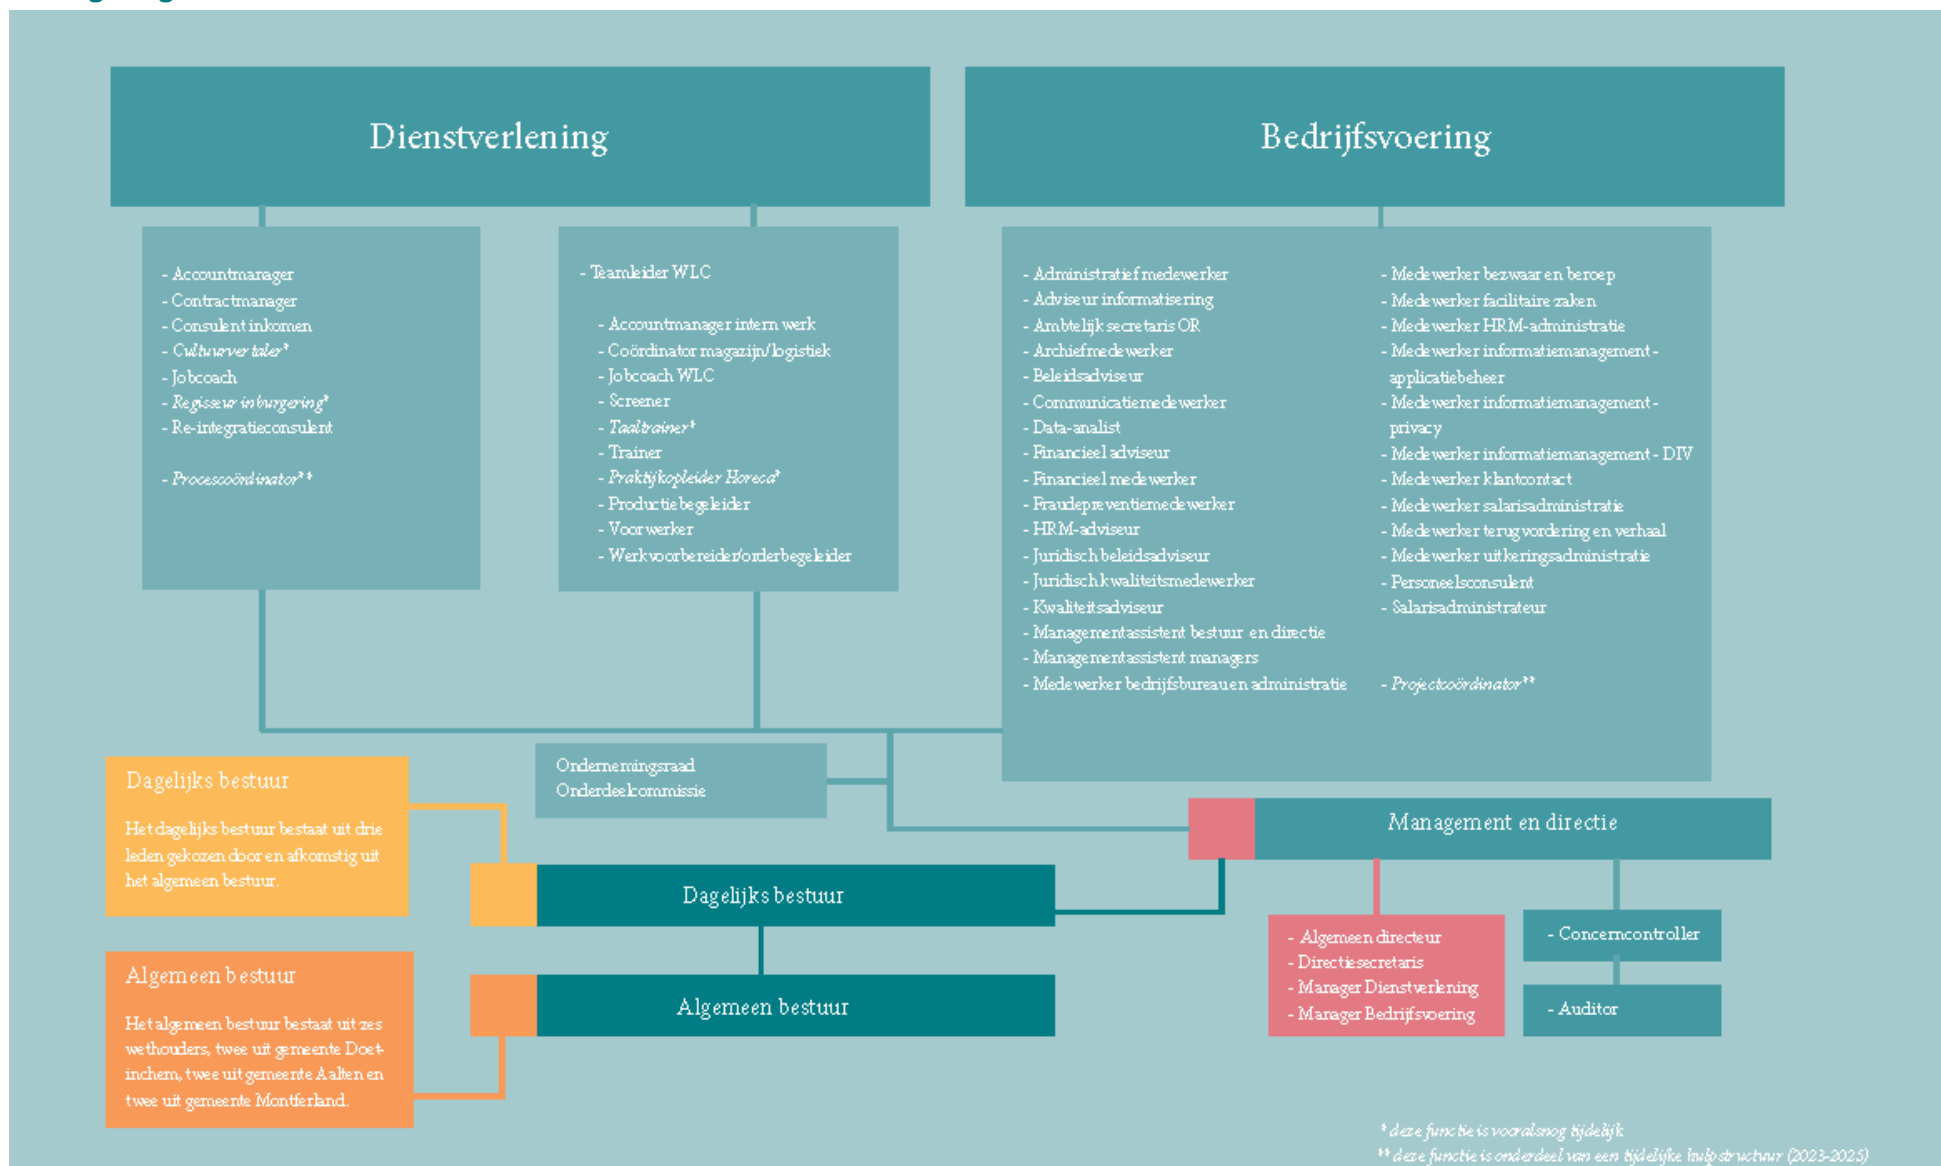 Dienstverlening
- Accountmanager
- Contractmanager
- Consulent inkomen
- Cultuurvertaler*
- Jobcoach
- Regisseur inburgering*
- Re-integratieconsulent
- Procescoördinator**
- Teamleider WLC
- Accountmanager intern werk
- Coördinator magazijn/logistiek
- Jobcoach WLC
- Screener
- Taaltrainer*
- Trainer
- Praktijkopleider Horeca*
- Productiebegeleider
- Voorwerker
- Werkvoorbereider/orderbegeleider
Bedrijfsvoering
- Administratief medewerker
- Adviseur informatisering
- Ambtelijk secretaris OR
- Archiefmedewerker
- Beleidsadviseur
- Communicatiemedewerker
- Data-analist
- Financieel adviseur
- Financieel medewerker
- Fraudepreventiemedewerker
- HRM-adviseur
- Juridisch beleidsadviseur
- Juridisch kwaliteitsmedewerker
- Kwaliteitsadviseur
- Managementassistent bestuur en directie
- Managementassistent managers
- Medewerker bedrijfsbureau en administratie
- Medewerker bezwaar en beroep
- Medewerker facilitaire zaken
- Medewerker HRM-administratie
- Medewerker informatiemanagement -
applicatiebeheer
- Medewerker informatiemanagement -
privacy
- Medewerker informatiemanagement - DIV
- Medewerker klantcontact
- Medewerker salarisadministratie
- Medewerker terugvordering en verhaal
- Medewerker uitkeringsadministratie
- Personeelsconsulent
- Salarisadministrateur
- Projectcoördinator**
Ondernemingsraad
Onderdeelcommissie
Dagelijks bestuur
Het dagelijks bestuur bestaat uit drie
leden gekozen door en afkomstig uit
het algemeen bestuur.
Management en directie
Dagelijks bestuur
- Algemeen directeur
- Directiesecretaris
- Manager Dienstverlening
- Manager Bedrijfsvoering
- Concerncontroller
- Auditor
Algemeen bestuur
Het algemeen bestuur bestaat uit zes
wethouders, twee uit gemeente Doet-
inchem, twee uit gemeente Aalten en
twee uit gemeente Montferland.
Algemeen bestuur
* deze functie is vooralsnog tijdelijk
** deze functie is onderdeel van een tijdelijke hulpstructuur (2023-2025)